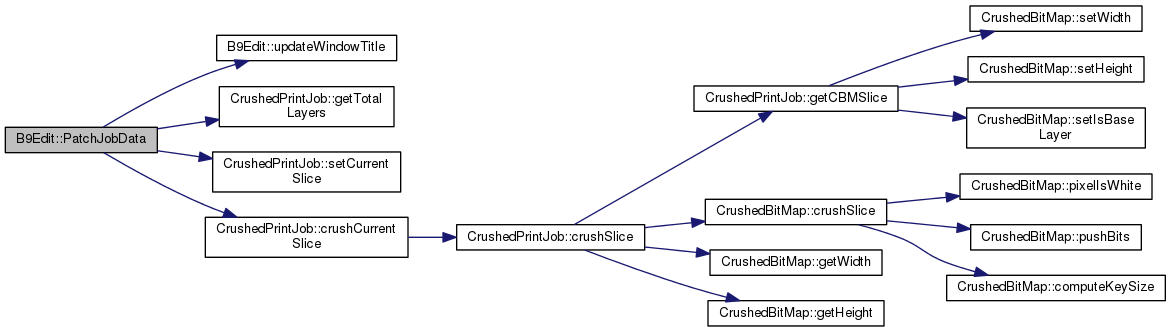 B9Edit::PatchJobData
B9Edit::updateWindowTitle
CrushedPrintJob::getTotal
Layers
CrushedPrintJob::setCurrent
Slice
CrushedPrintJob::crushCurrent
Slice
CrushedPrintJob::crushSlice
CrushedPrintJob::getCBMSlice
CrushedBitMap::crushSlice
CrushedBitMap::getWidth
CrushedBitMap::getHeight
CrushedBitMap::setWidth
CrushedBitMap::setHeight
CrushedBitMap::setIsBase
Layer
CrushedBitMap::pixelIsWhite
CrushedBitMap::pushBits
CrushedBitMap::computeKeySize